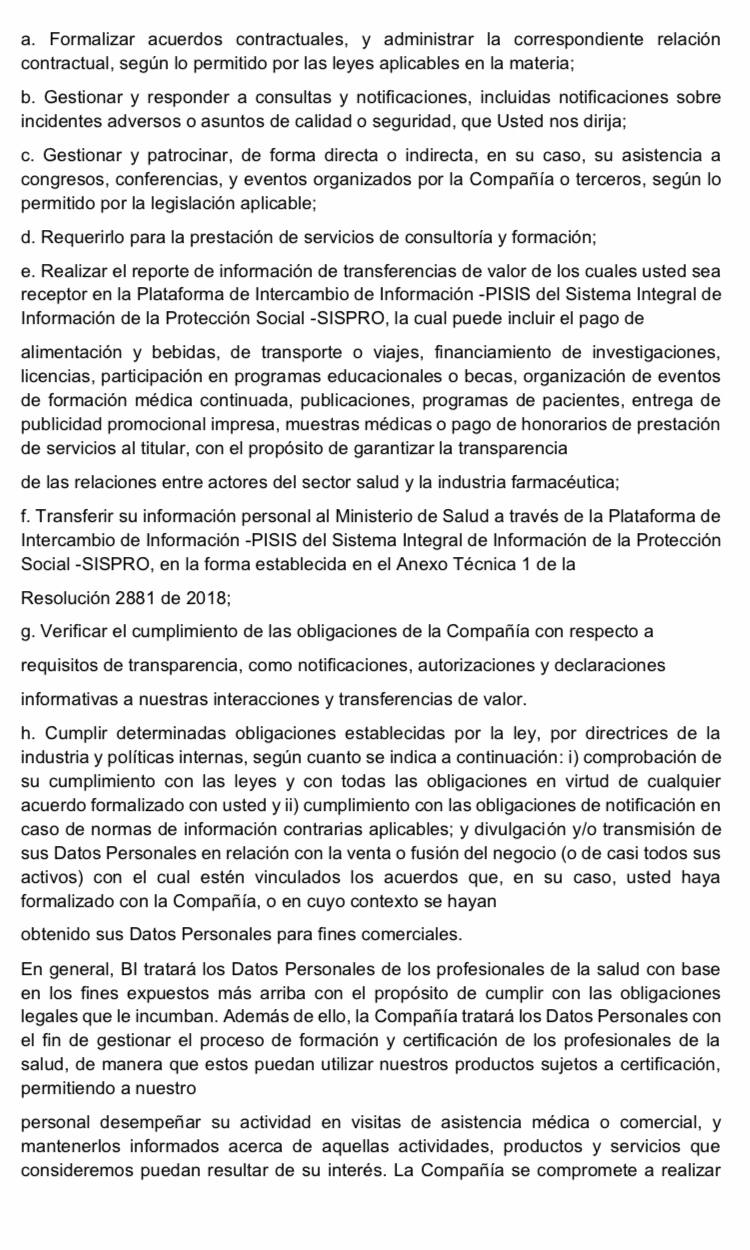 a. Formalizar acuerdos contractuales, y administrar la correspondiente relación
contractual, según lo permitido por las leyes aplicables en la materia;
b. Gestionar y responder a consultas y notificaciones, incluidas notificaciones sobre
incidentes adversos o asuntos de calidad o seguridad, que Usted nos dirija;
c. Gestionar y patrocinar, de forma directa o indirecta, en su caso, su asistencia a
congresos, conferencias, y eventos organizados por la Compañía o terceros, según lo
permitido por la legislación aplicable;
d. Requerirlo para la prestación de servicios de consultoría y formación;
e. Realizar el reporte de información de transferencias de valor de los cuales usted sea
receptor en la Plataforma de Intercambio de Información -PISIS del Sistema Integral de
Información de la Protección Social -SISPRO, la cual puede incluir el pago de
alimentación y bebidas, de transporte o viajes, financiamiento de investigaciones,
licencias, participación en programas educacionales o becas, organización de eventos
de formación médica continuada, publicaciones, programas de pacientes, entrega de
publicidad promocional impresa, muestras médicas o pago de honorarios de prestación
de servicios al titular, con el propósito de garantizar la transparencia
de las relaciones entre actores del sector salud y la industria farmacéutica;
f. Transferir su información personal al Ministerio de Salud a través de la Plataforma de
Intercambio de Información -PISIS del Sistema Integral de Información de la Protección
Social -SISPRO, en la forma establecida en el Anexo Técnica 1 de la
Resolución 2881 de 2018;
g. Verificar el cumplimiento de las obligaciones de la Compañía con respecto a
requisitos de transparencia, como notificaciones, autorizaciones y declaraciones
informativas a nuestras interacciones y transferencias de valor.
h. Cumplir determinadas obligaciones establecidas por la ley, por directrices de la
industria y políticas internas, según cuanto se indica a continuación: i) comprobación de
su cumplimiento con las leyes y con todas las obligaciones en virtud de cualquier
acuerdo formalizado con usted y ii) cumplimiento con las obligaciones de notificación en
caso de normas de información contrarias aplicables; y divulgación y/o transmisión de
sus Datos Personales en relación con la venta o fusión del negocio (o de casi todos sus
activos) con el cual estén vinculados los acuerdos que, en su caso, usted haya
formalizado con la Compañía, o en cuyo contexto se hayan
obtenido sus Datos Personales para fines comerciales.
En general, BI tratará los Datos Personales de los profesionales de la salud con base
en los fines expuestos más arriba con el propósito de cumplir con las obligaciones
legales que le incumban. Además de ello, la Compañía tratará los Datos Personales con
el fin de gestionar el proceso de formación y certificación de los profesionales de la
salud, de manera que estos puedan utilizar nuestros productos sujetos a certificación,
permitiendo a nuestro
personal desempeñar su actividad en visitas de asistencia médica o comercial, y
mantenerlos informados acerca de aquellas actividades, productos y servicios que
consideremos puedan resultar de su interés. La Compañía se compromete a realizar